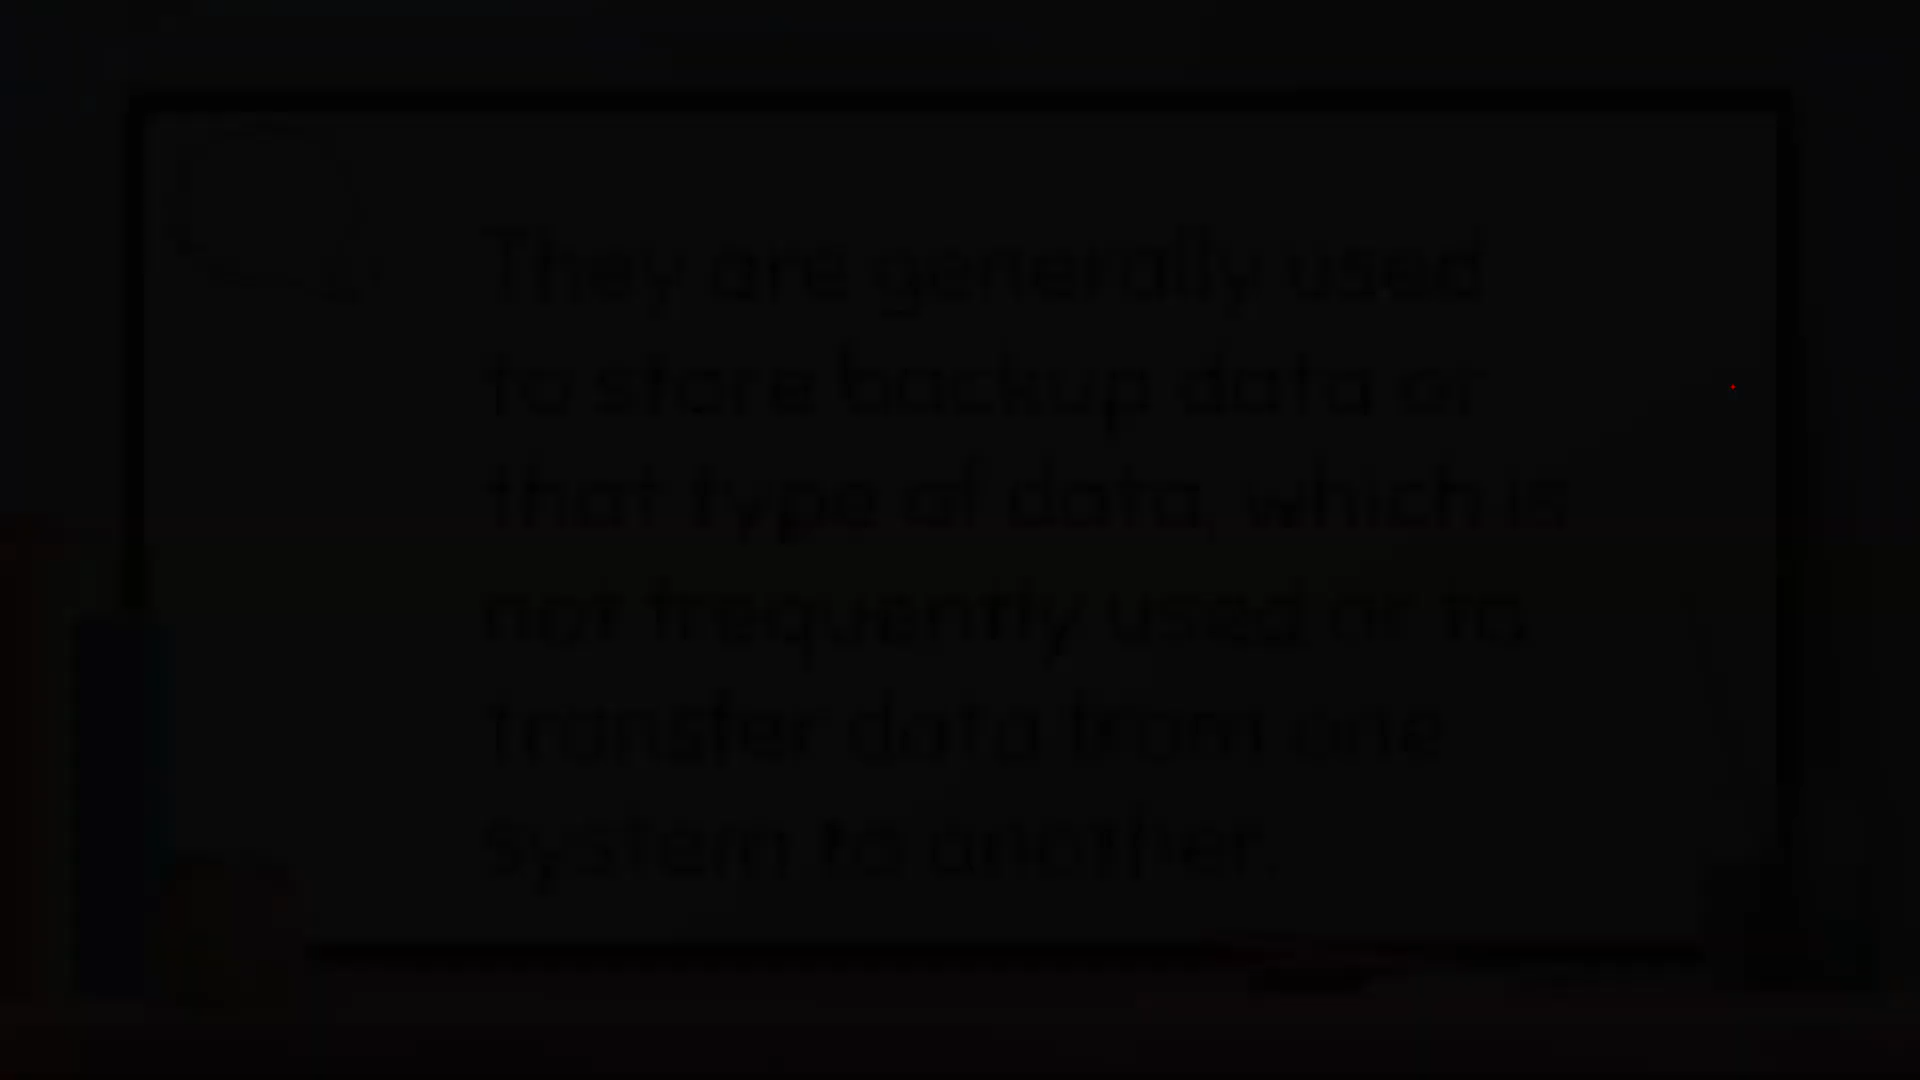 They are generally used
to store backup data or
that type of data, which is
not frequently used or to
transfer data from one
system to another.